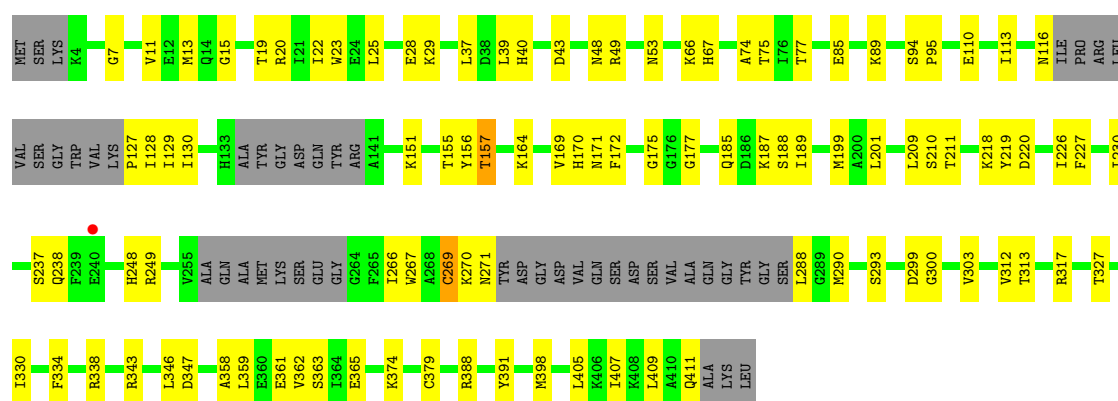 MET SER LYS K4 G7 V11 E12 M13 Q14 G15 T19 R20 I21 I22 W23 E24 L25 E28 K29 L37 D38 L39 H40 D43 N48 R49 N53 K66 H67 A74 T75 I76 T77 E85 K89 S94 P95 E110 I113 N116 ILE PRO ARG LEU
VAL SER GLY TRP VAL LYS P127 I128 I129 I130 H133 ALA TYR GLY ASP GLN TYR ARG A141 K151 T155 Y156 T157 K164 V169 H170 N171 F172 G175 G176 G177 Q185 D186 K187 S188 I189 M199 A200 L201 L209 S210 T211 K218 Y219 D220 I226 F227 I230
S237 Q238 F239 E240 H248 R249 V255 ALA GLN ALA MET LYS SER GLU GLY G264 F265 I266 W267 A268 C269 K270 N271 TYR ASP GLY ASP VAL GLN SER ASP SER VAL ALA GLN GLY TYR GLY SER L288 G289 M290 S293 D299 G300 V303 V312 T313 R317 T327
I330 F334 R338 R343 L346 D347 A358 L359 E360 E361 V362 S363 I364 E365 K374 C379 R388 Y391 M398 L405 K406 I407 K408 L409 A410 Q411 ALA LYS LEU